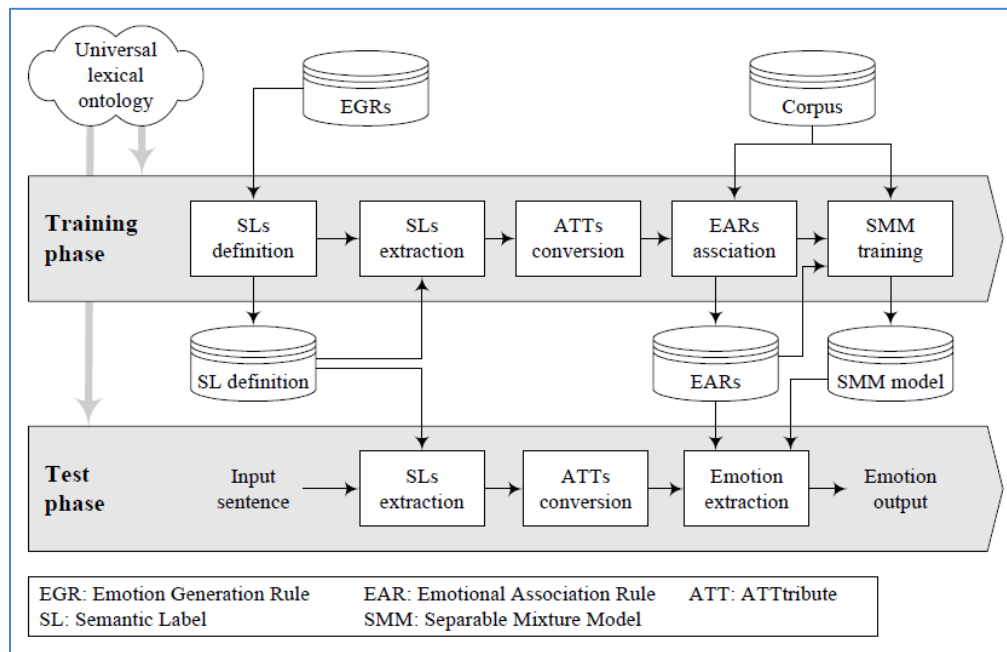 Universal
lexical
ontology
EGRs
Corpus
Training
phase
SLs
definition
SLs
extraction
ATTs
conversion
EARs
assciation
SMM
training
SL definition
EARs
SMM model
Test
phase
Input
sentence
SLs
extraction
ATTs
conversion
Emotion
extraction
Emotion
output
EGR: Emotion Generation Rule EAR: Emotional Association Rule ATT: ATTtribute
SL: Semantic Label SMM: Separable Mixture Model